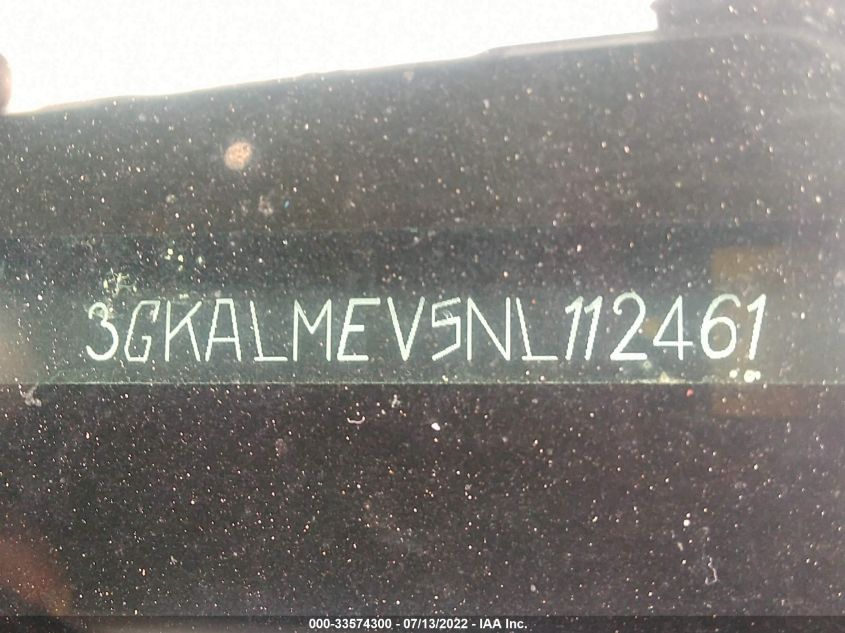 3GKALMEV5NL112461
000-33574300 - 07/13/2022 - IAA Inc.